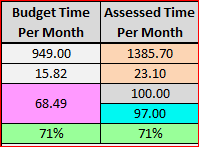 Budget Time Assessed Time
Per Month Per Month
949.00 1385.70
15.82 23.10
68.49 100.00
97.00
71% 71%